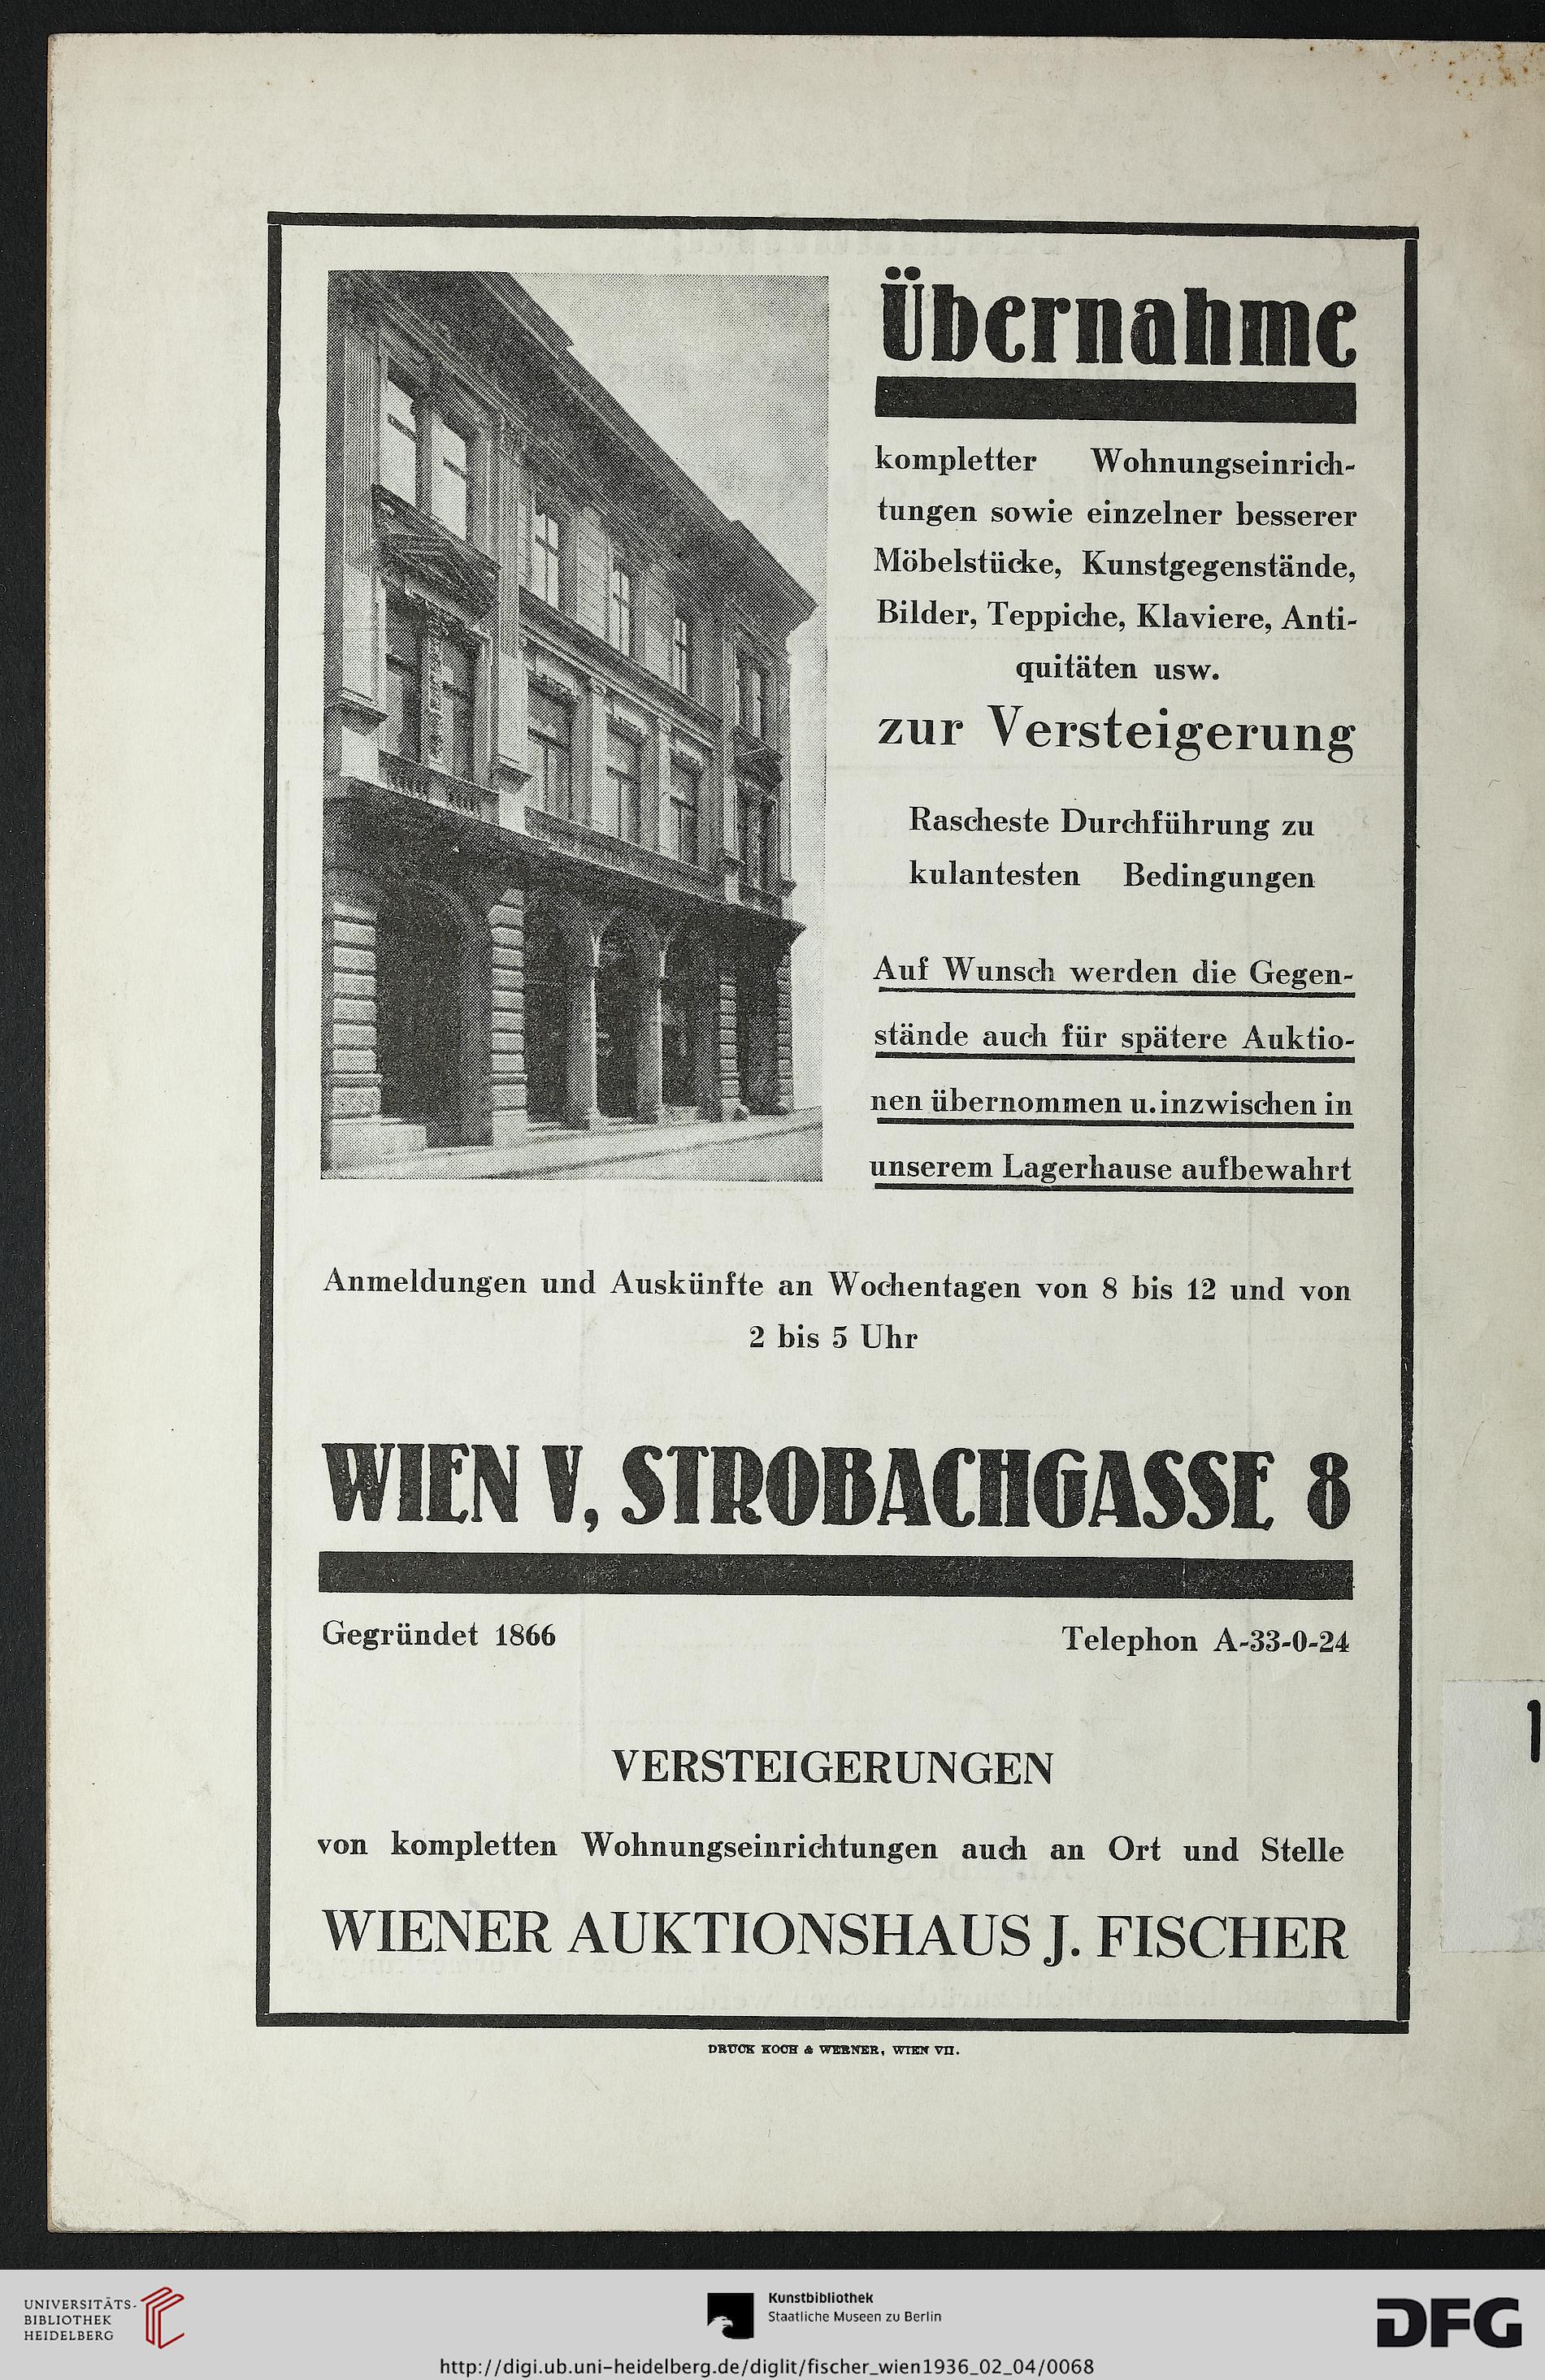 Übernahme
kompletter Wohnungseinrich-
tungen sowie einzelner besserer
Möbelstücke, Kunstgegenstände,
Bilder, Teppiche, Klaviere, Anti-
quitäten usw.
zur Versteigerung
Rascheste Durchführung zu
kulantesten Bedingungen
Auf Wunsch werden die Gegen-
stände auch für spätere Auktio-
nen übernommen u. inzwischen in
unserem Lagerhause aufbewahrt
Anmeldungen und Auskünfte an Wochentagen von 8 bis 12 und von
2 bis 5 Uhr
WIEN V, STROBACHGASSE 8
Gegründet 1866 Telephon A-33-0-24
VERSTEIGERUNGEN
von kompletten Wohnungseinrichtungen auch an Ort und Stelle
WIENER AUKTIONSHAUS J. FISCHER
DRUCK KOCH & WERNER, WIEN VII.
1
UNIVERSITÄTS-
BIBLIOTHEK
HEIDELBERG
Kunstbibliothek
Staatliche Museen zu Berlin
DFG
http://digi.ub.uni-heidelberg.de/diglit/fischer_wien1936_02_04/0068